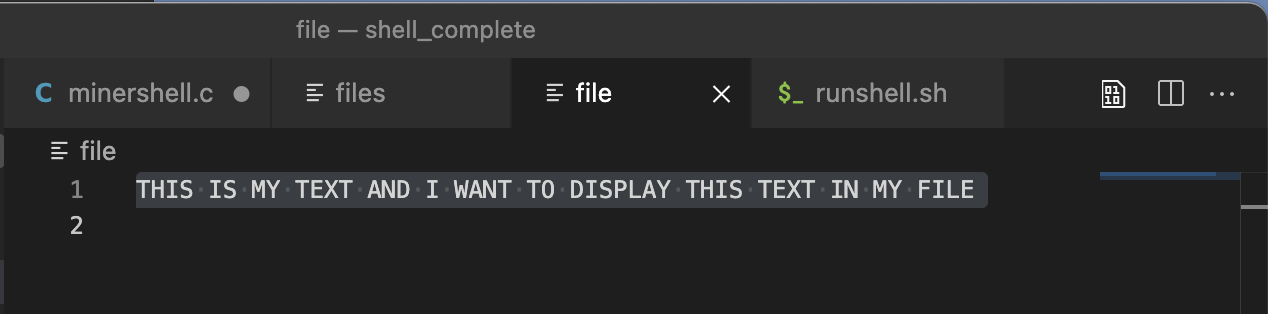 file — shell_complete
C minershell.c
files
file
$_ runshell.sh
file
1 THIS IS MY TEXT AND I WANT TO DISPLAY THIS TEXT IN MY FILE
2